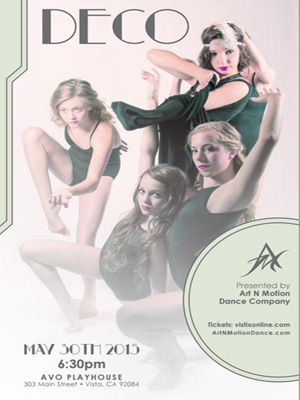 DECO
Presented by
Art N Motion
Dance Company
Tickets: vistixonline.com
ArtNMotionDance.com
MAY 30TH 2015
6:30pm
AVO PLAYHOUSE
303 Main Street • Vista, CA 92084